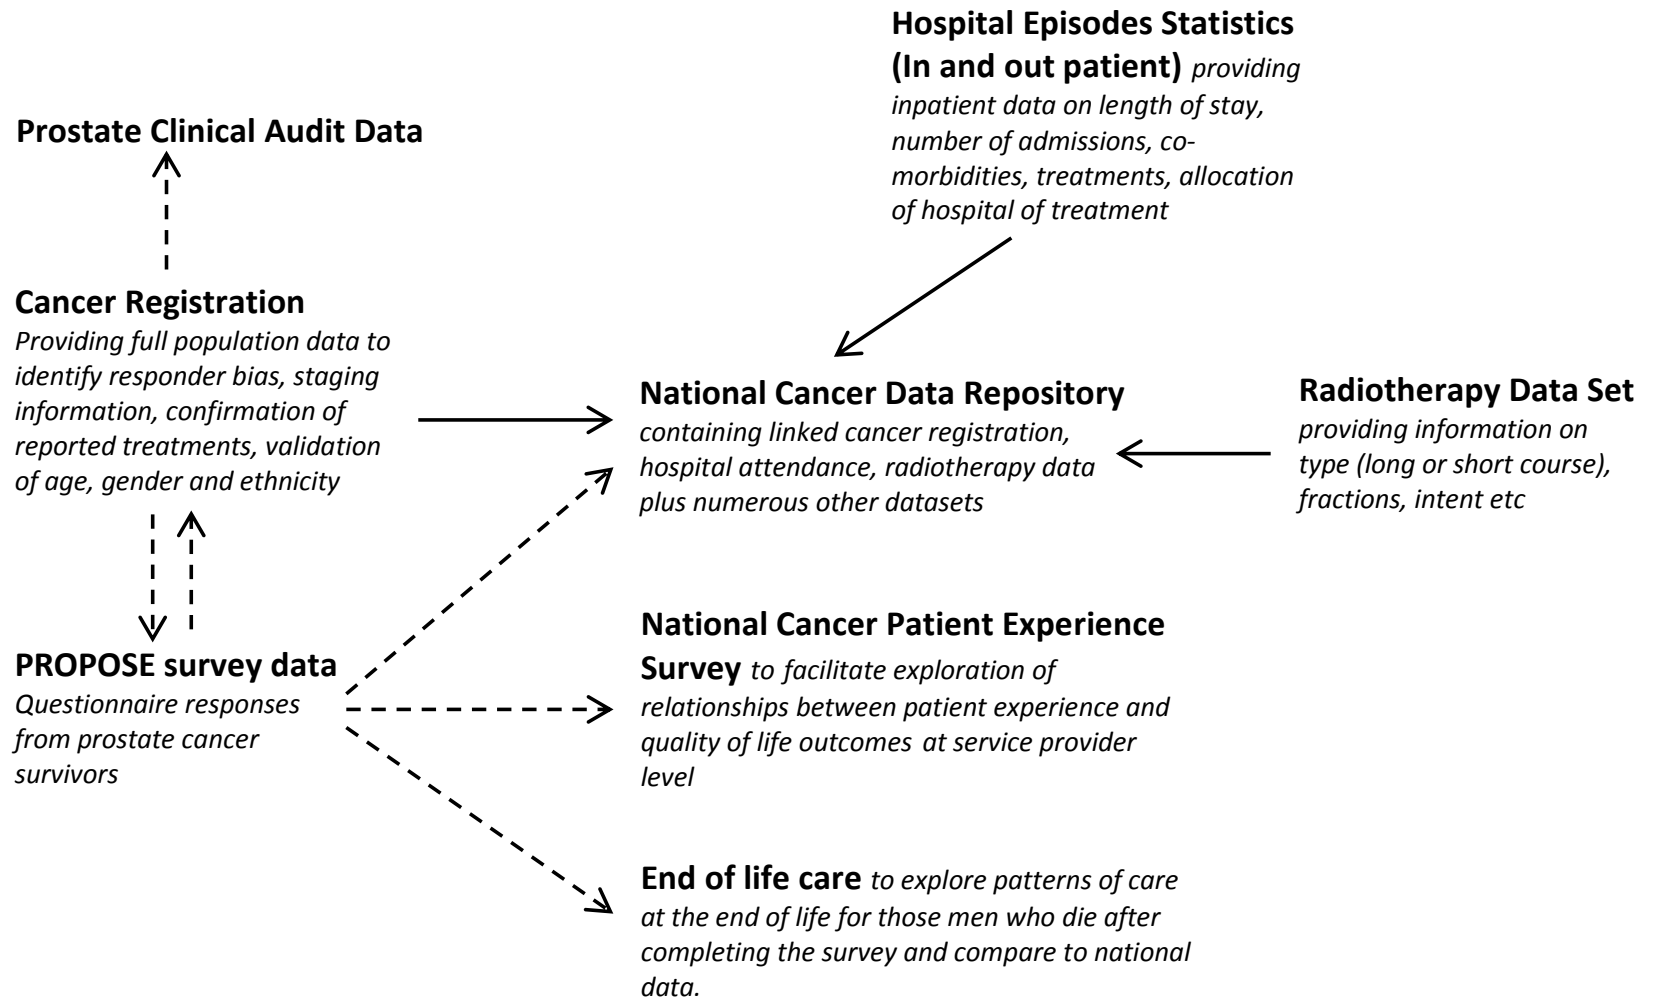 Hospital Episodes Statistics
(In and out patient) providing
inpatient data on length of stay,
number of admissions, co-
morbidities, treatments, allocation
of hospital of treatment
Prostate Clinical Audit Data
Cancer Registration
Providing full population data to
identify responder bias, staging
information, confirmation of
reported treatments, validation
of age, gender and ethnicity
National Cancer Data Repository
containing linked cancer registration,
hospital attendance, radiotherapy data
plus numerous other datasets
Radiotherapy Data Set
providing information on
type (long or short course),
fractions, intent etc
PROPOSE survey data
Questionnaire responses
from prostate cancer
survivors
National Cancer Patient Experience
Survey to facilitate exploration of
relationships between patient experience and
quality of life outcomes at service provider
level
End of life care to explore patterns of care
at the end of life for those men who die after
completing the survey and compare to national
data.